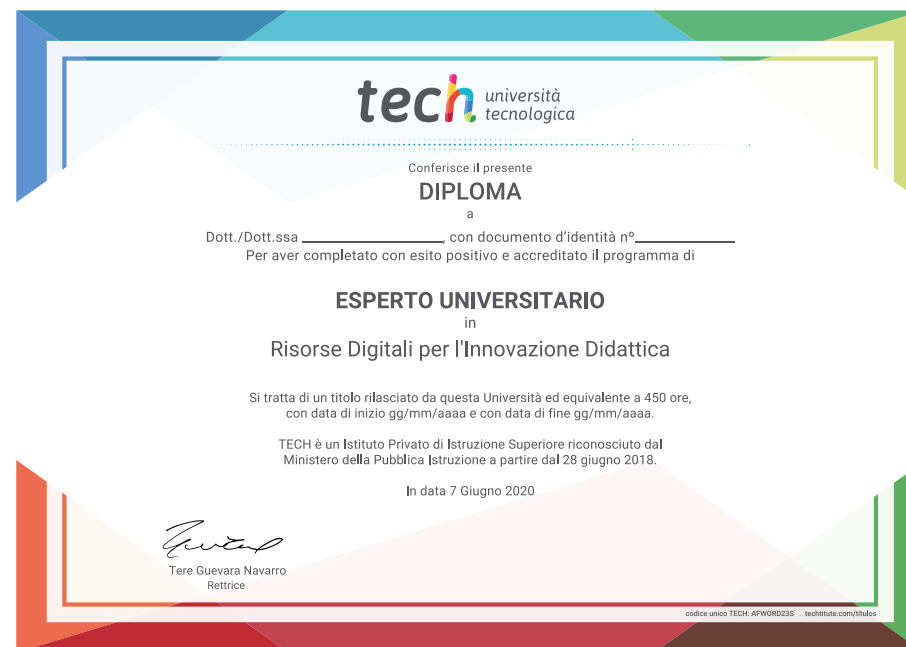 tech università
tecnologica
Conferisce il presente
DIPLOMA
a
Dott./Dott.ssa ____________________, con documento d'identità nº______________
Per aver completato con esito positivo e accreditato il programma di
ESPERTO UNIVERSITARIO
in
Risorse Digitali per l'Innovazione Didattica
Si tratta di un titolo rilasciato da questa Università ed equivalente a 450 ore,
con data di inizio gg/mm/aaaa e con data di fine gg/mm/aaaa.
TECH è un Istituto Privato di Istruzione Superiore riconosciuto dal
Ministero della Pubblica Istruzione a partire dal 28 giugno 2018.
In data 7 Giugno 2020
Tere Guevara Navarro
Rettrice
codice unico TECH: AFWORD23S techtitute.com/titulos